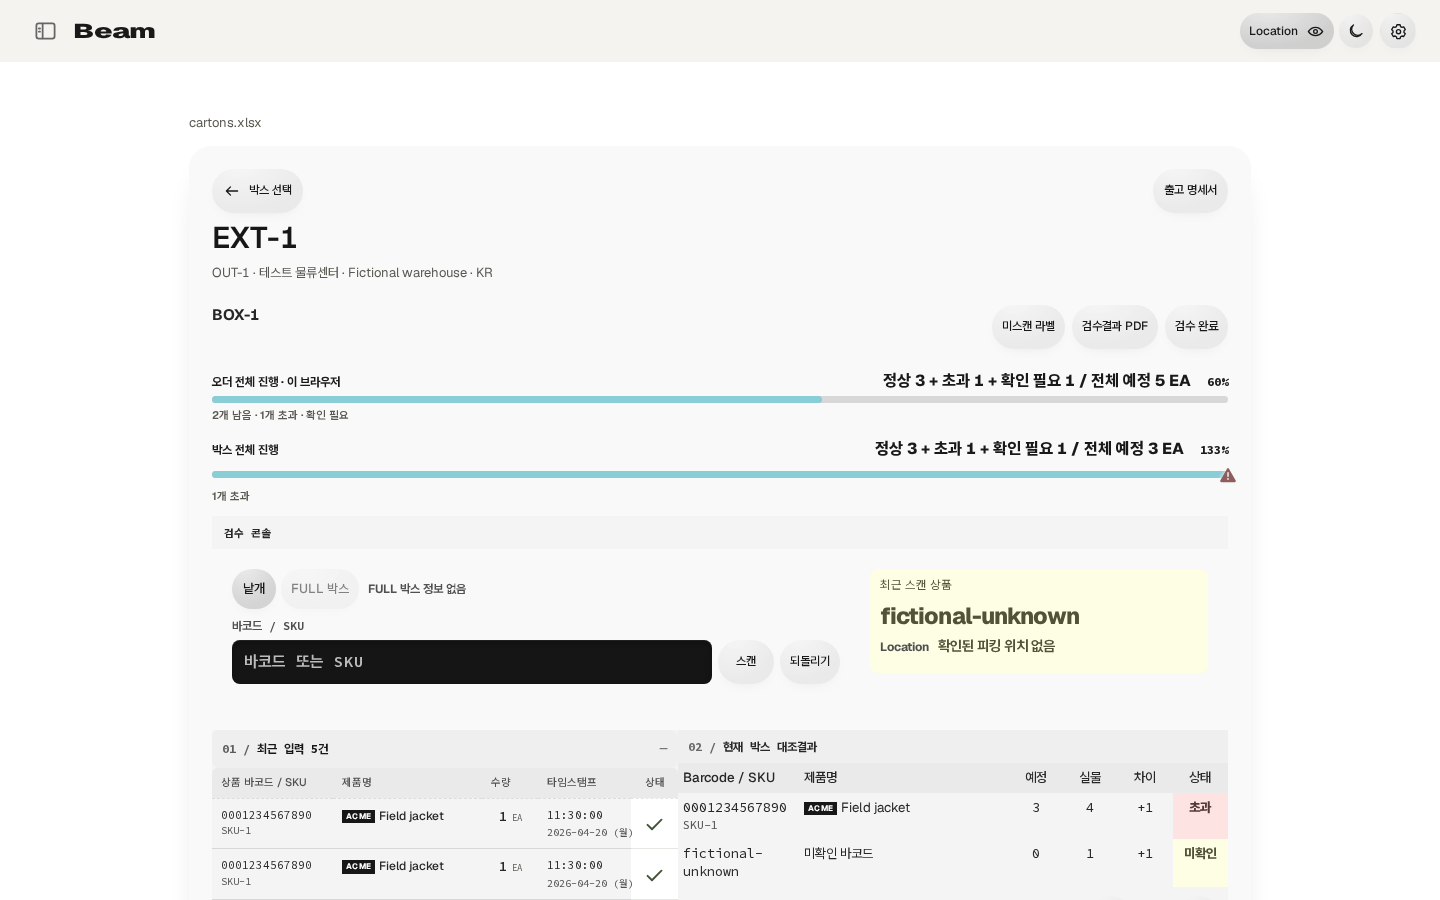 Beam
Location
cartons.xlsx
박스 선택
출고 명세서
EXT-1
OUT-1 · 테스트 물류센터 · Fictional warehouse · KR
BOX-1
미스캔 라벨
검수결과 PDF
검수 완료
오더 전체 진행 · 이 브라우저
정상 3 + 초과 1 + 확인 필요 1 / 전체 예정 5 EA 60%
2개 남음 · 1개 초과 · 확인 필요
박스 전체 진행
정상 3 + 초과 1 + 확인 필요 1 / 전체 예정 3 EA 133%
1개 초과
검수 콘솔
낱개 FULL 박스 FULL 박스 정보 없음
바코드 / SKU
바코드 또는 SKU
스캔 되돌리기
최근 스캔 상품
fictional-unknown
Location 확인된 피킹 위치 없음
01 / 최근 입력 5건 –
상품 바코드 / SKU 제품명 수량 타임스탬프 상태
0001234567890 ACME Field jacket 1 EA 11:30:00
SKU-1 2026-04-20 (월)
0001234567890 ACME Field jacket 1 EA 11:30:00
SKU-1 2026-04-20 (월)
02 / 현재 박스 대조결과
Barcode / SKU 제품명 예정 실물 차이 상태
0001234567890 ACME Field jacket 3 4 +1 초과
SKU-1
fictional- 미확인 바코드 0 1 +1 미확인
unknown